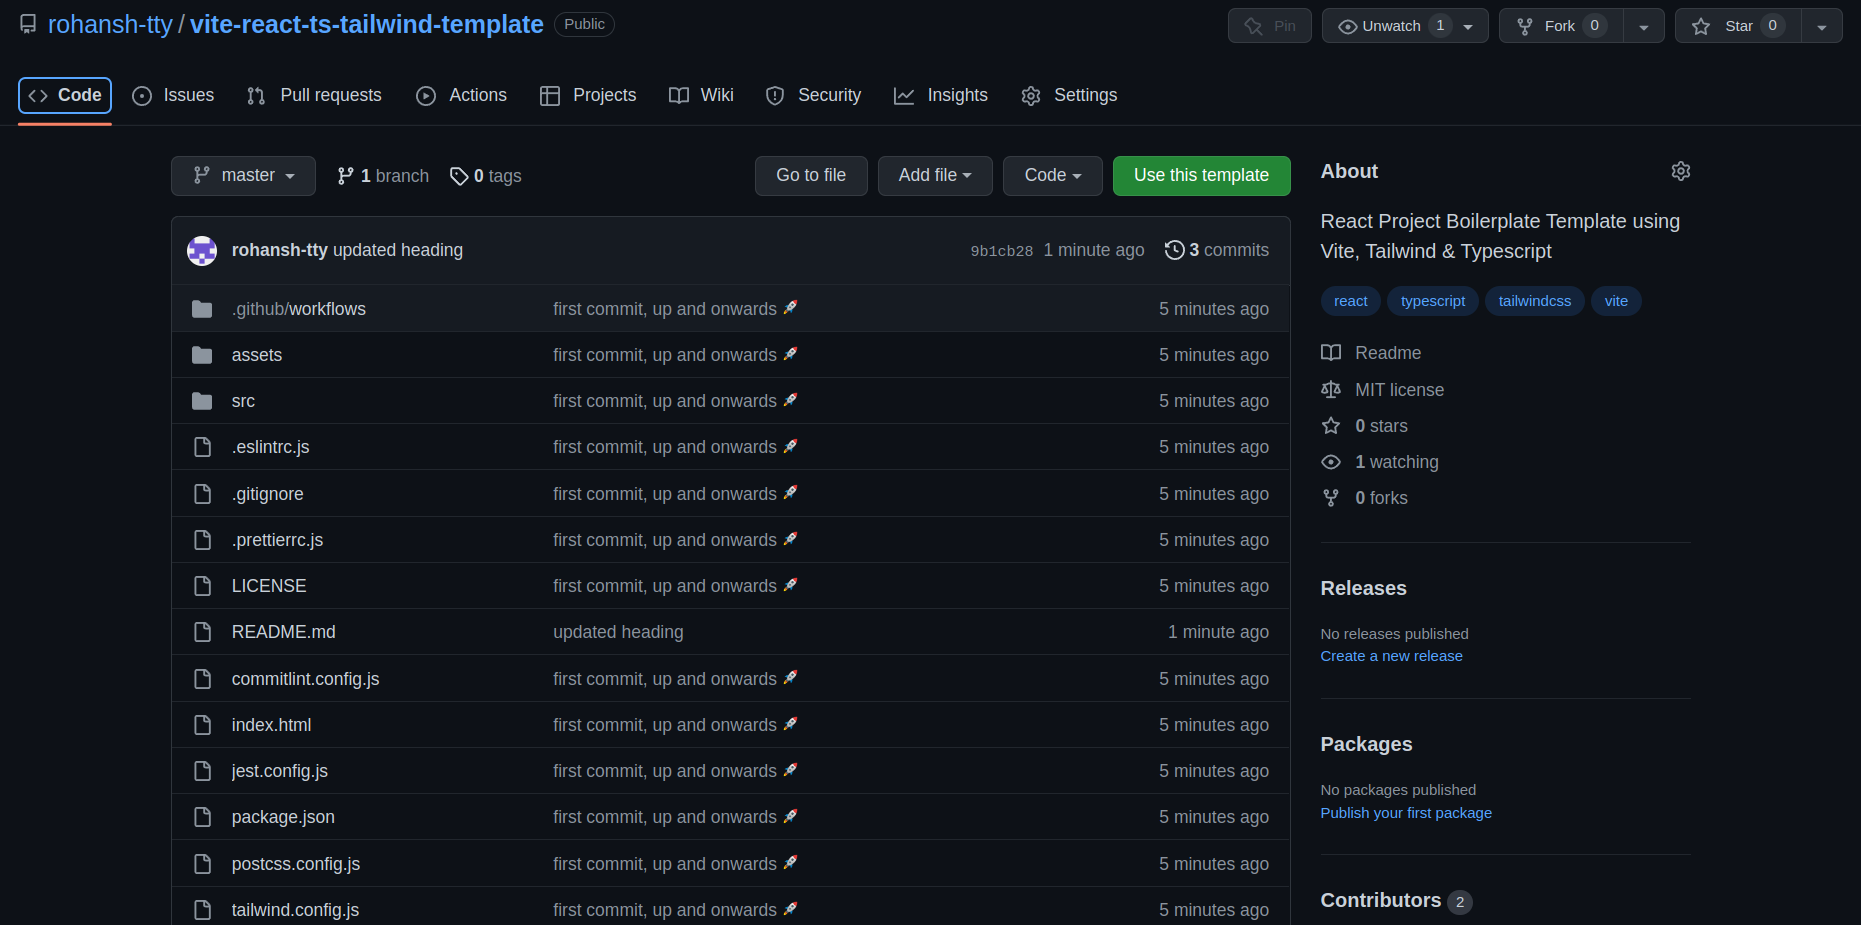 rohansh-tty / vite-react-ts-tailwind-template Public
Pin Unwatch 1 Fork 0 Star 0
Code Issues Pull requests Actions Projects Wiki Security Insights Settings
master 1 branch 0 tags Go to file Add file Code Use this template
rohansh-tty updated heading 9b1cb28 1 minute ago 3 commits
.github/workflows first commit, up and onwards 🚀 5 minutes ago
assets first commit, up and onwards 🚀 5 minutes ago
src first commit, up and onwards 🚀 5 minutes ago
.eslintrc.js first commit, up and onwards 🚀 5 minutes ago
.gitignore first commit, up and onwards 🚀 5 minutes ago
.prettierrc.js first commit, up and onwards 🚀 5 minutes ago
LICENSE first commit, up and onwards 🚀 5 minutes ago
README.md updated heading 1 minute ago
commitlint.config.js first commit, up and onwards 🚀 5 minutes ago
index.html first commit, up and onwards 🚀 5 minutes ago
jest.config.js first commit, up and onwards 🚀 5 minutes ago
package.json first commit, up and onwards 🚀 5 minutes ago
postcss.config.js first commit, up and onwards 🚀 5 minutes ago
tailwind.config.js first commit, up and onwards 🚀 5 minutes ago
About
React Project Boilerplate Template using
Vite, Tailwind & Typescript
react typescript tailwindcss vite
Readme
MIT license
0 stars
1 watching
0 forks
Releases
No releases published
Create a new release
Packages
No packages published
Publish your first package
Contributors 2